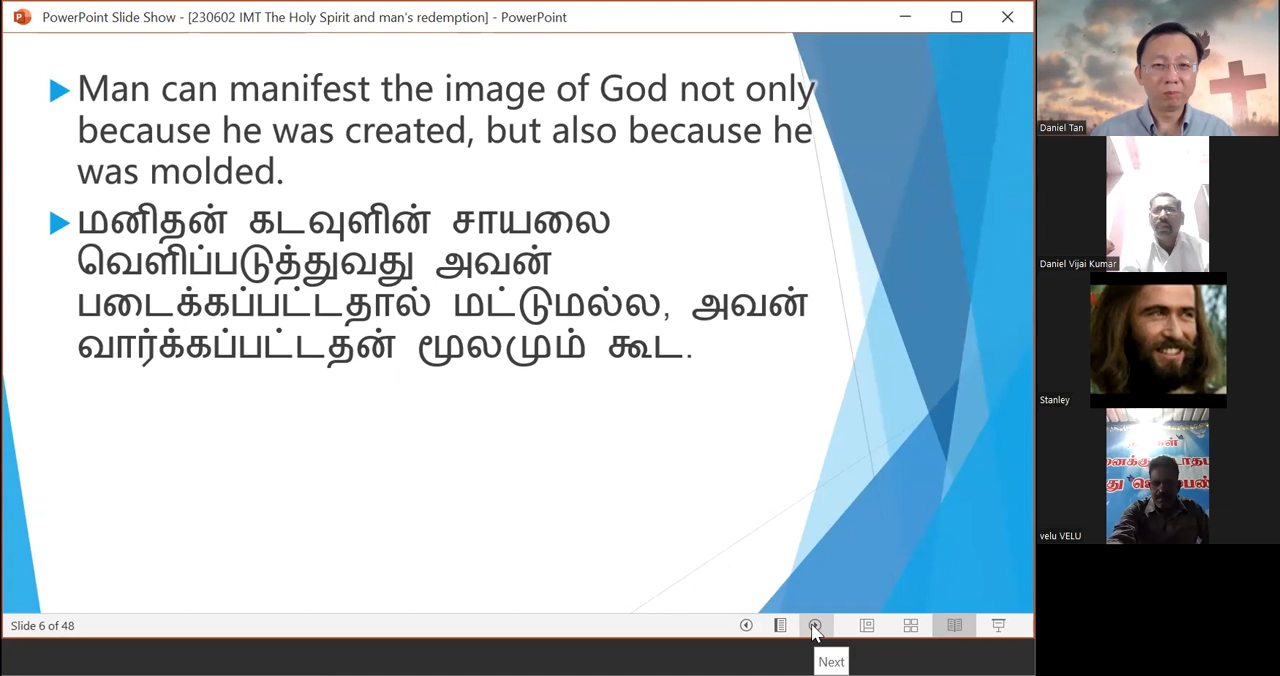 PowerPoint Slide Show - [230602 IMT The Holy Spirit and man's redemption] - PowerPoint
Man can manifest the image of God not only
because he was created, but also because he
was molded.
மனிதன் கடவுளின் சாயலை
வெளிப்படுத்துவது அவன்
படைக்கப்பட்டதால் மட்டுமல்ல, அவன்
வார்க்கப்பட்டதன் மூலமும் கூட.
Slide 6 of 48
Next
Daniel Tan
Daniel Vijai Kumar
Stanley
velu VELU